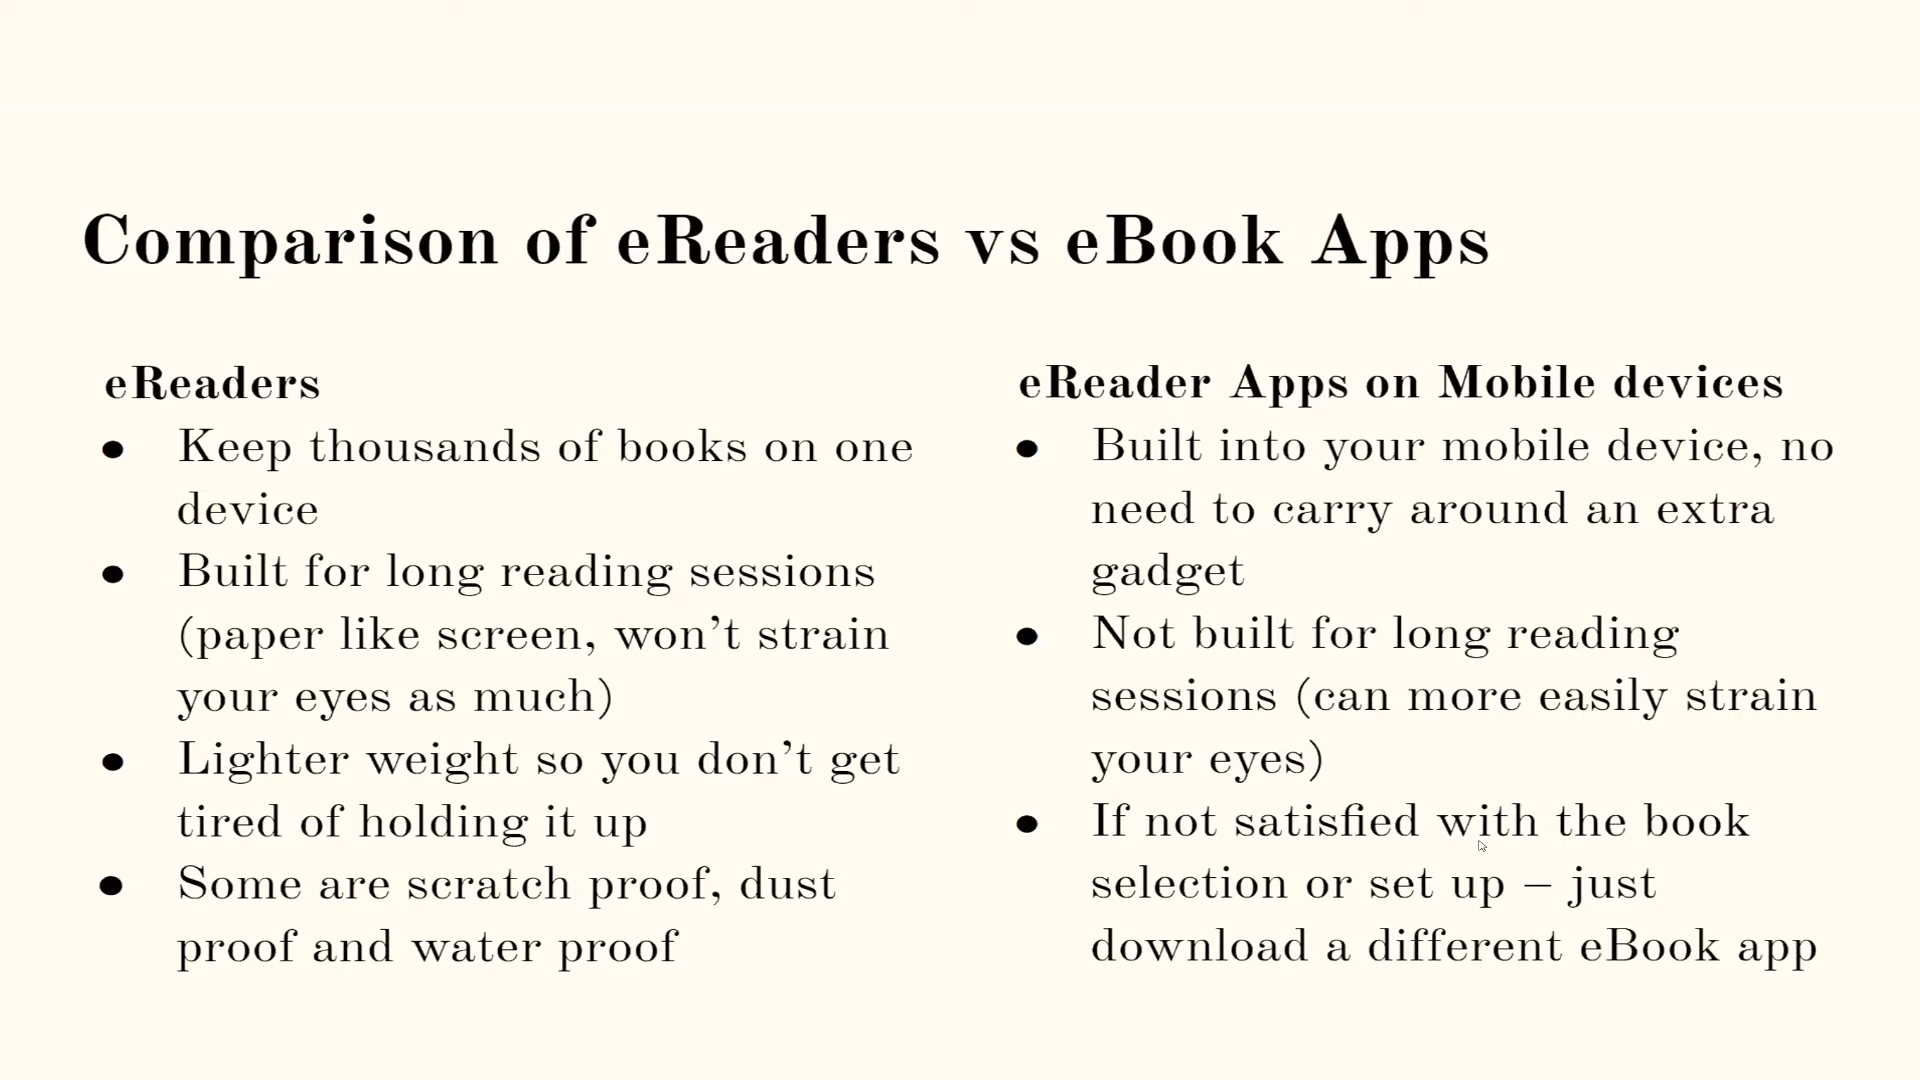 Comparison of eReaders vs eBook Apps
eReaders
● Keep thousands of books on one
device
● Built for long reading sessions
(paper like screen, won’t strain
your eyes as much)
● Lighter weight so you don’t get
tired of holding it up
● Some are scratch proof, dust
proof and water proof
eReader Apps on Mobile devices
● Built into your mobile device, no
need to carry around an extra
gadget
● Not built for long reading
sessions (can more easily strain
your eyes)
● If not satisfied with the book
selection or set up – just
download a different eBook app